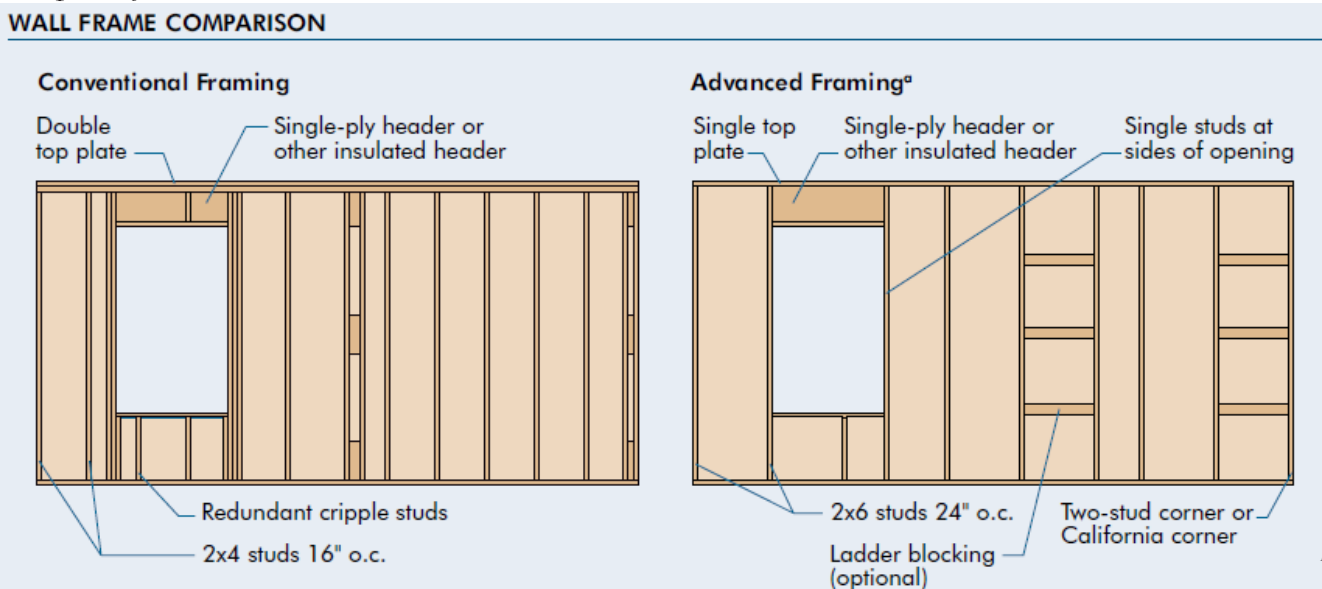 WALL FRAME COMPARISON
Conventional Framing
Double
top plate
Single-ply header or
other insulated header
Redundant cripple studs
2x4 studs 16" o.c.
Advanced Framingᵃ
Single top
plate
Single-ply header or
other insulated header
Single studs at
sides of opening
2x6 studs 24" o.c.
Ladder blocking
(optional)
Two-stud corner or
California corner